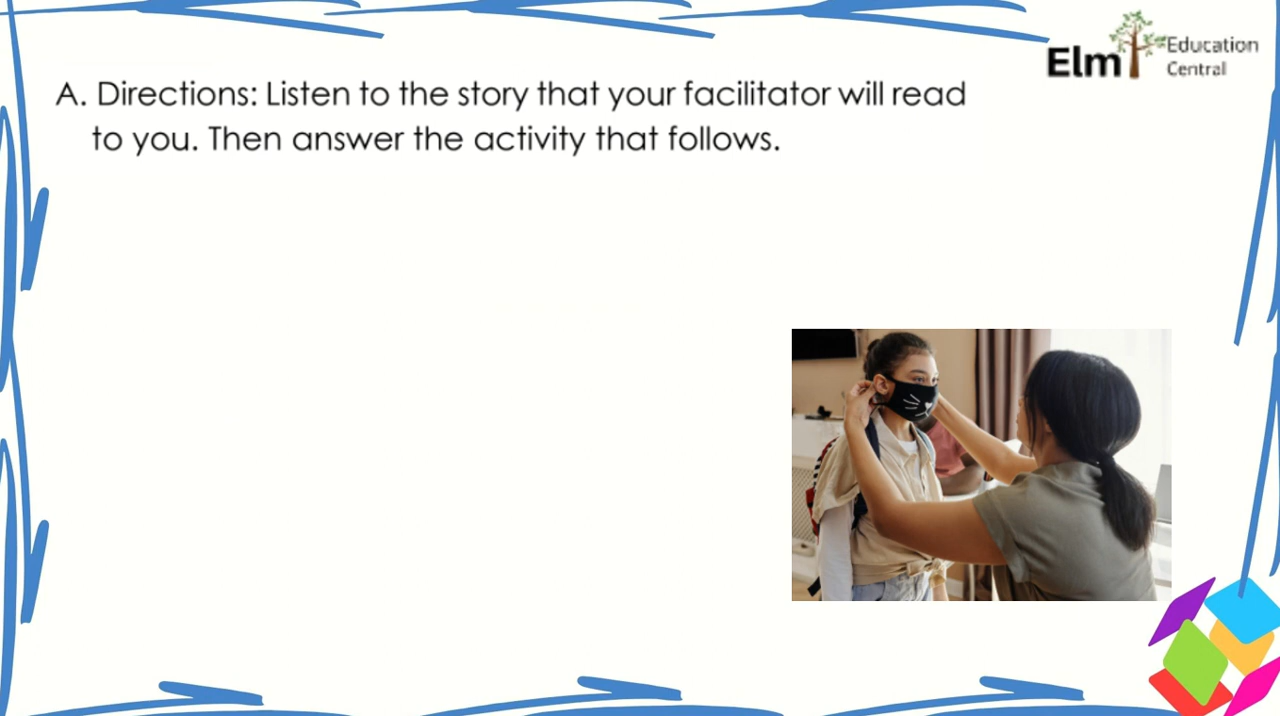 Elm Education
Central
A. Directions: Listen to the story that your facilitator will read
to you. Then answer the activity that follows.